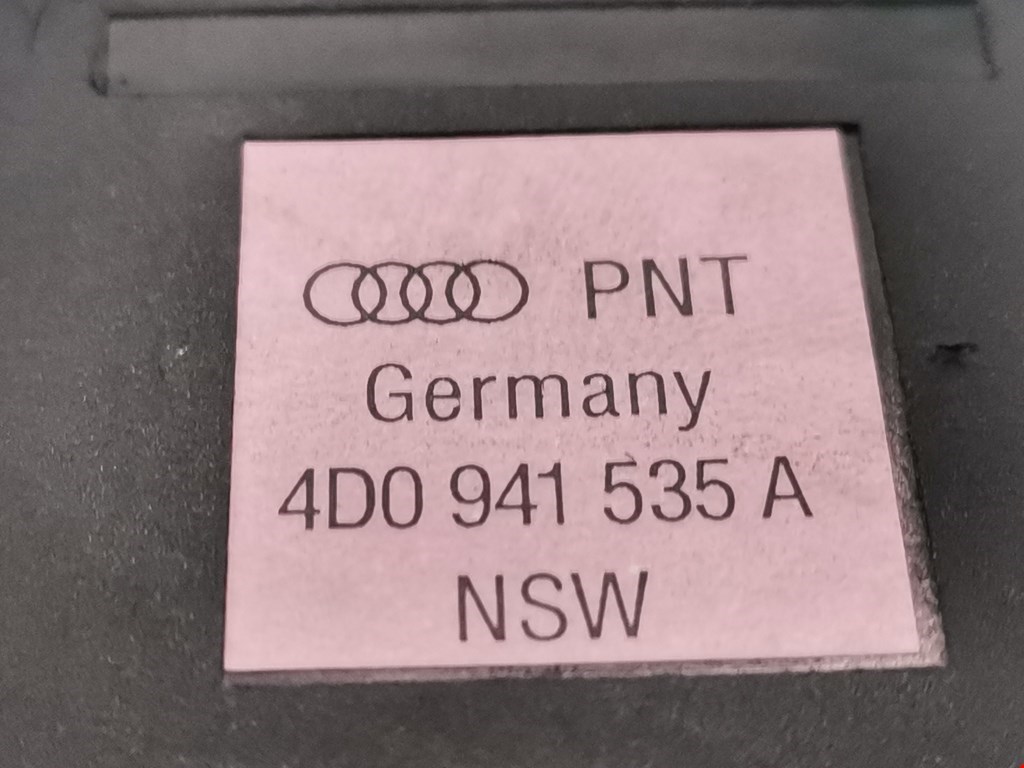 PNT
Germany
4D0 941 535 A
NSW